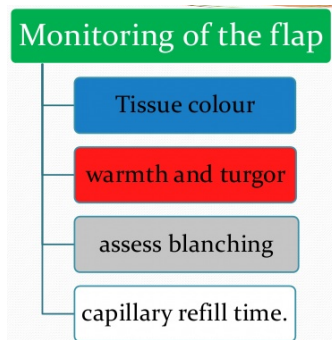 Monitoring of the flap
Tissue colour
warmth and turgor
assess blanching
capillary refill time.